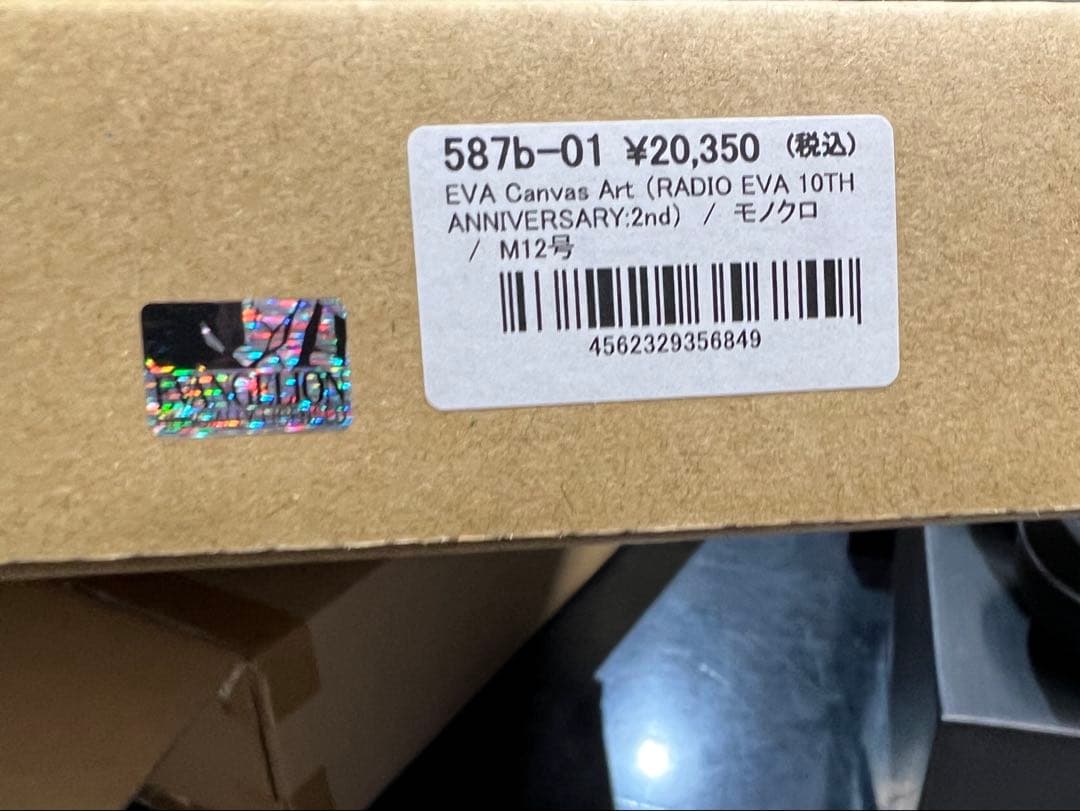 587b-01 ¥20,350 (税込)
EVA Canvas Art (RADIO EVA 10TH
ANNIVERSARY:2nd) / モノクロ
/ M12号
4562329356849
EVANGELION